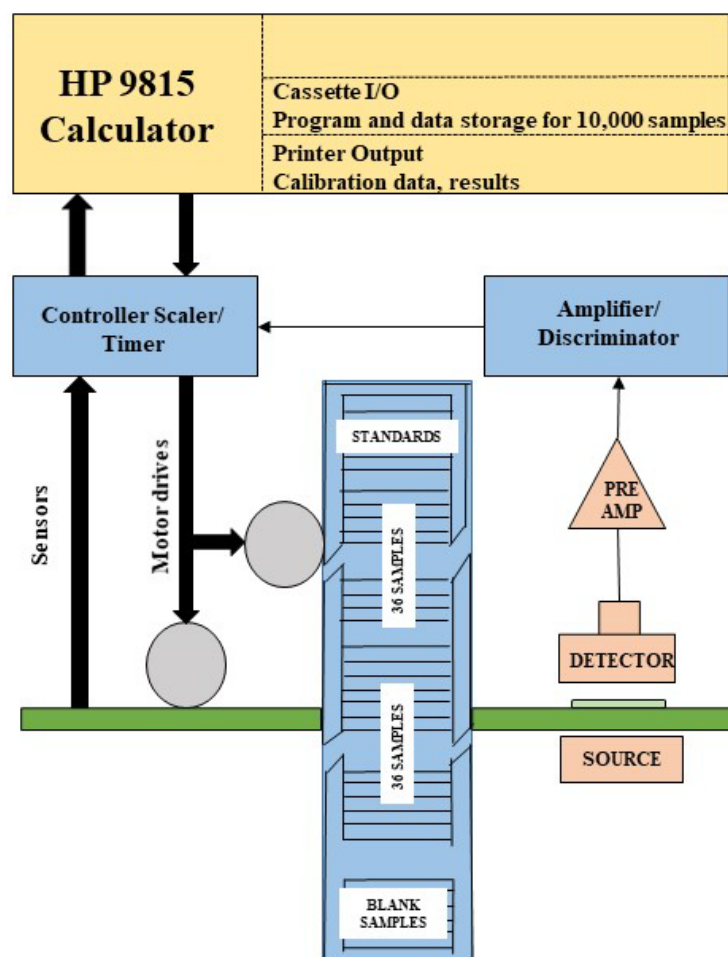 HP 9815
Calculator
Cassette I/O
Program and data storage for 10,000 samples
Printer Output
Calibration data, results
Controller Scaler/
Timer
Amplifier/
Discriminator
Sensors
Motor drives
STANDARDS
36 SAMPLES
36 SAMPLES
BLANK
SAMPLES
PRE
AMP
DETECTOR
SOURCE